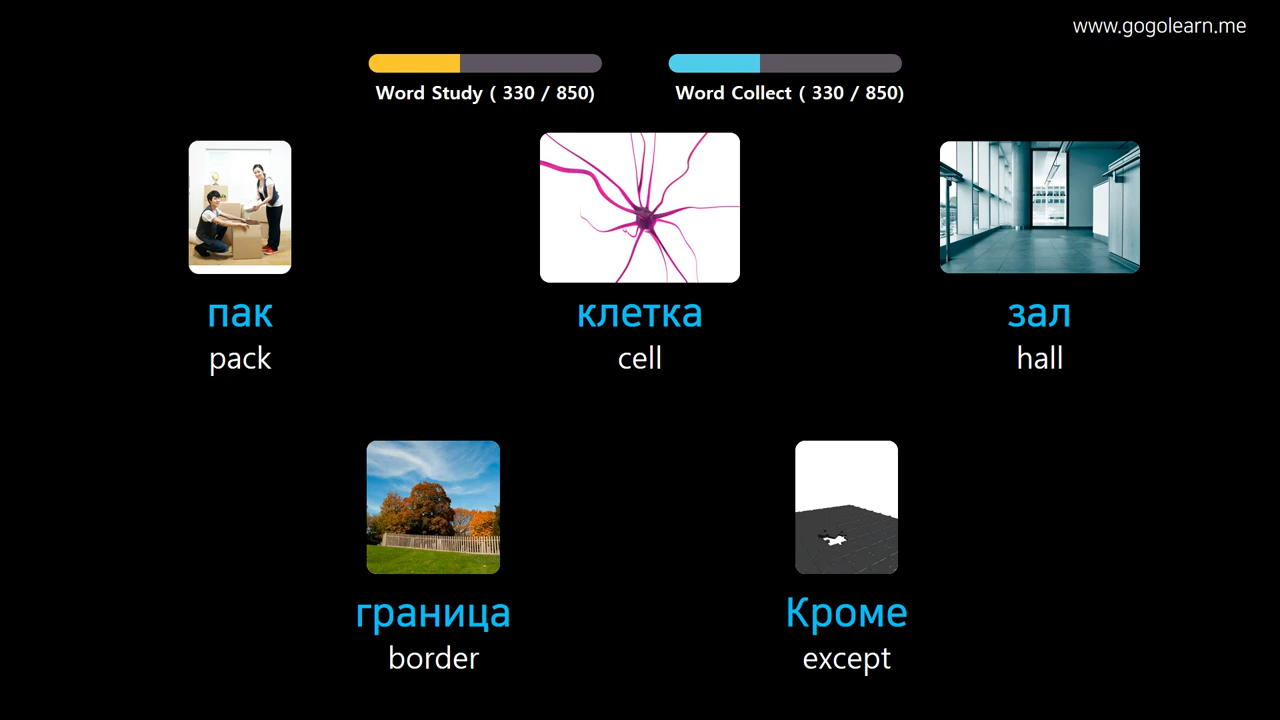 www.gogolearn.me
Word Study ( 330 / 850)
Word Collect ( 330 / 850)
пак
pack
клетка
cell
зал
hall
граница
border
Кроме
except